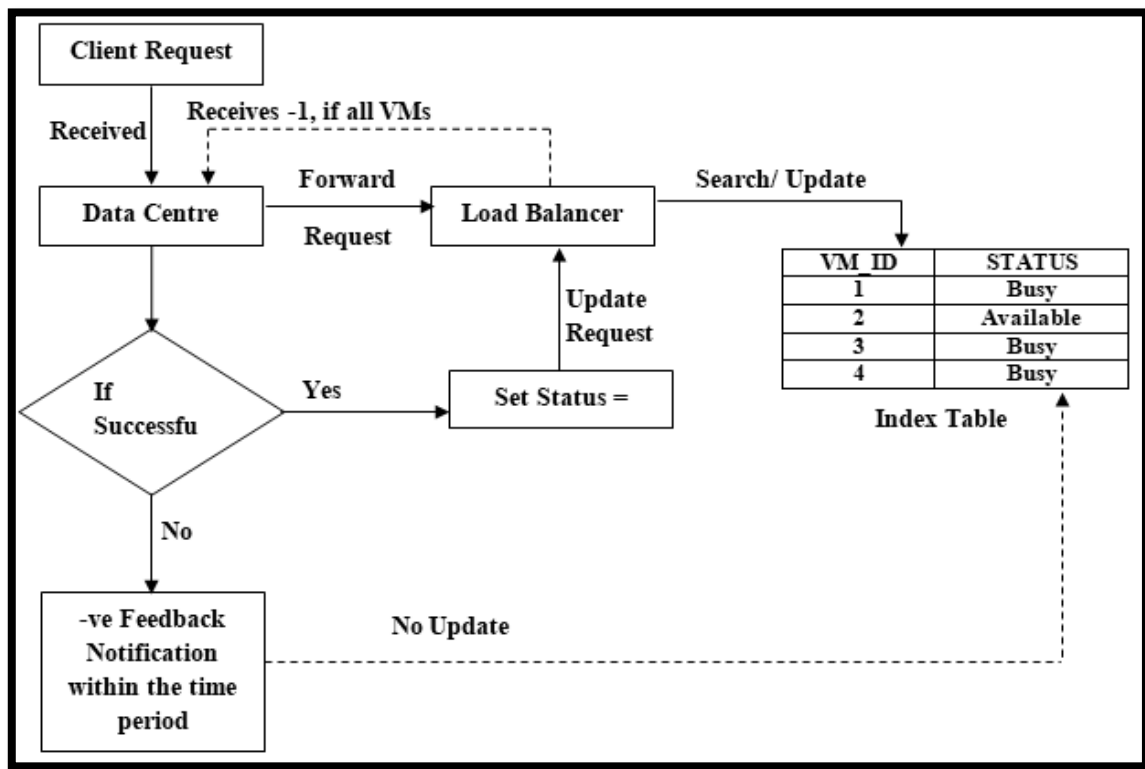 Client Request
Receives -1, if all VMs
Received
Forward
Search/ Update
Data Centre
Load Balancer
Request
VM_ID STATUS
1 Busy
2 Available
3 Busy
4 Busy
Update
Request
If
Successfu
Yes
Set Status =
Index Table
No
-ve Feedback
Notification
within the time
period
No Update